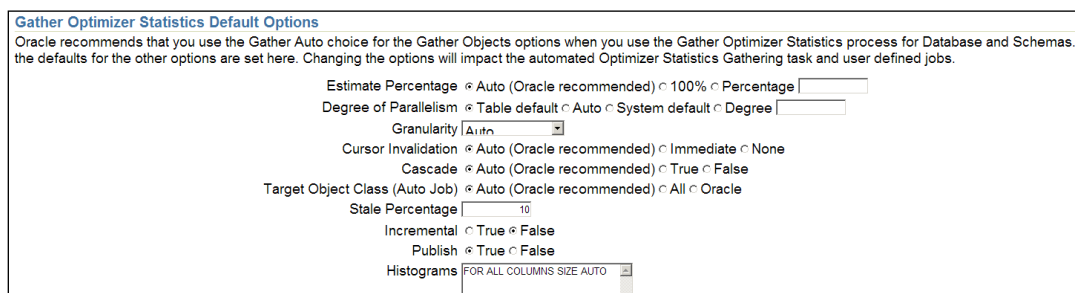 Gather Optimizer Statistics Default Options
Oracle recommends that you use the Gather Auto choice for the Gather Objects options when you use the Gather Optimizer Statistics process for Database and Schemas.
the defaults for the other options are set here. Changing the options will impact the automated Optimizer Statistics Gathering task and user defined jobs.
Estimate Percentage Auto (Oracle recommended) 100% Percentage
Degree of Parallelism Table default Auto System default Degree
Granularity Auto
Cursor Invalidation Auto (Oracle recommended) Immediate None
Cascade Auto (Oracle recommended) True False
Target Object Class (Auto Job) Auto (Oracle recommended) All Oracle
Stale Percentage 10
Incremental True False
Publish True False
Histograms FOR ALL COLUMNS SIZE AUTO